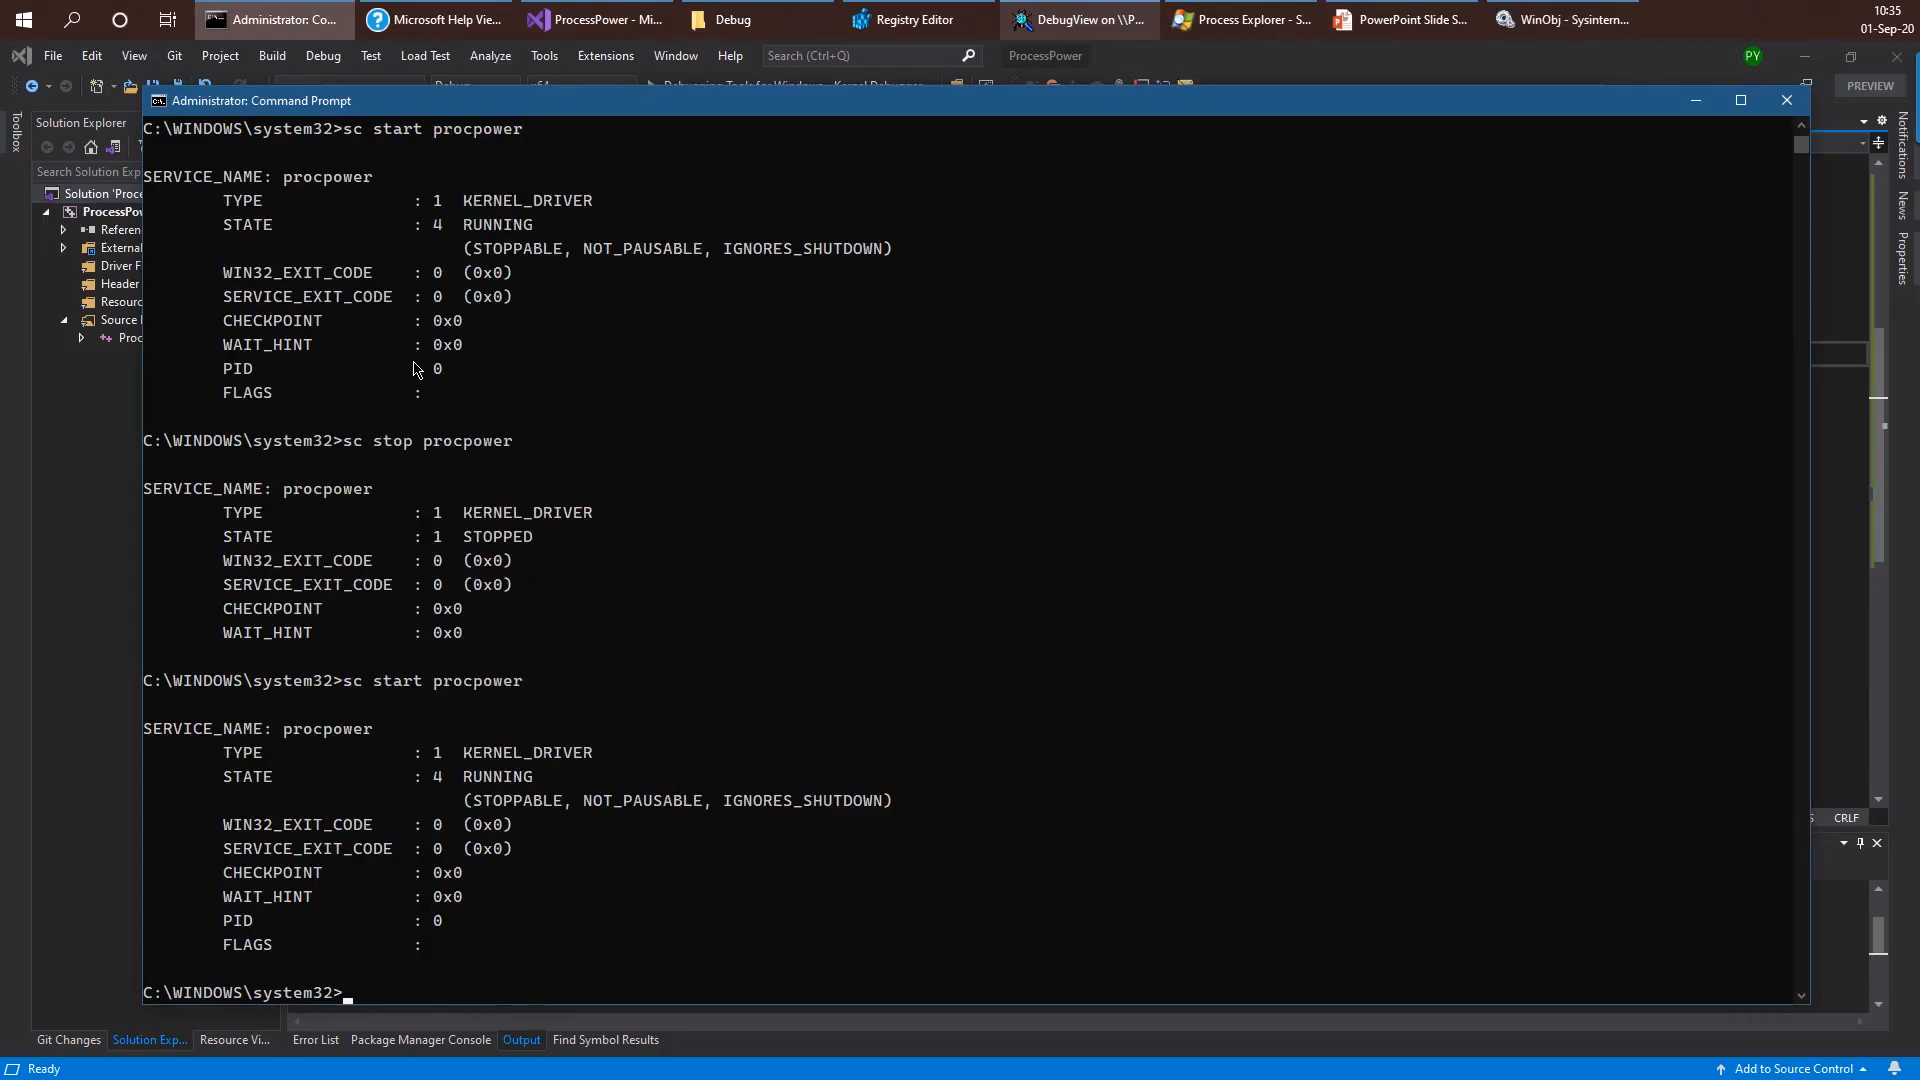 Administrator: Co...
Microsoft Help Vie...
ProcessPower - Mi...
Debug
Registry Editor
DebugView on \\P...
Process Explorer - S...
PowerPoint Slide S...
WinObj - Sysintern...
10:35
01-Sep-20
File Edit View Git Project Build Debug Test Load Test Analyze Tools Extensions Window Help Search (Ctrl+Q) ProcessPower PY
PREVIEW
Administrator: Command Prompt
Toolbox
Solution Explorer
Search Solution Exp
Solution 'Proce
ProcessPow
Referen
External
Driver F
Header
Resourc
Source
Proc
C:\WINDOWS\system32>sc start procpower
SERVICE_NAME: procpower
TYPE : 1 KERNEL_DRIVER
STATE : 4 RUNNING
(STOPPABLE, NOT_PAUSABLE, IGNORES_SHUTDOWN)
WIN32_EXIT_CODE : 0 (0x0)
SERVICE_EXIT_CODE : 0 (0x0)
CHECKPOINT : 0x0
WAIT_HINT : 0x0
PID : 0
FLAGS :
C:\WINDOWS\system32>sc stop procpower
SERVICE_NAME: procpower
TYPE : 1 KERNEL_DRIVER
STATE : 1 STOPPED
WIN32_EXIT_CODE : 0 (0x0)
SERVICE_EXIT_CODE : 0 (0x0)
CHECKPOINT : 0x0
WAIT_HINT : 0x0
C:\WINDOWS\system32>sc start procpower
SERVICE_NAME: procpower
TYPE : 1 KERNEL_DRIVER
STATE : 4 RUNNING
(STOPPABLE, NOT_PAUSABLE, IGNORES_SHUTDOWN)
WIN32_EXIT_CODE : 0 (0x0)
SERVICE_EXIT_CODE : 0 (0x0)
CHECKPOINT : 0x0
WAIT_HINT : 0x0
PID : 0
FLAGS :
C:\WINDOWS\system32>
Notifications
News
Properties
CRLF
Git Changes Solution Exp... Resource Vi... Error List Package Manager Console Output Find Symbol Results
Ready
Add to Source Control